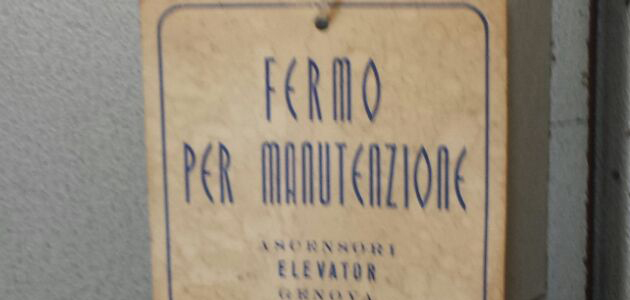 FERMO
PER MANUTENZIONE
ASCENSORI
ELEVATOR
GENOVA